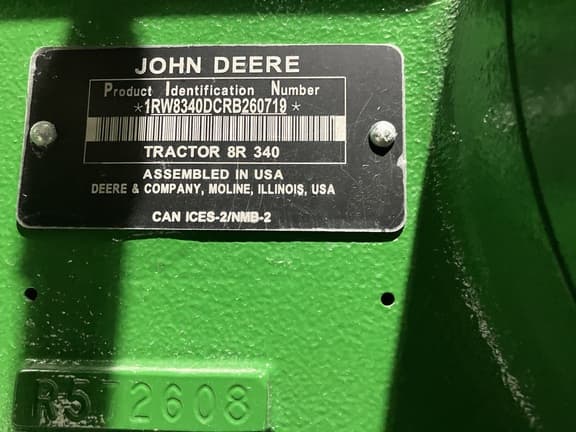 JOHN DEERE
Product Identification Number
*1RW8340DCRB260719*
TRACTOR 8R 340
ASSEMBLED IN USA
DEERE & COMPANY, MOLINE, ILLINOIS, USA
CAN ICES-2/NMB-2
R572608